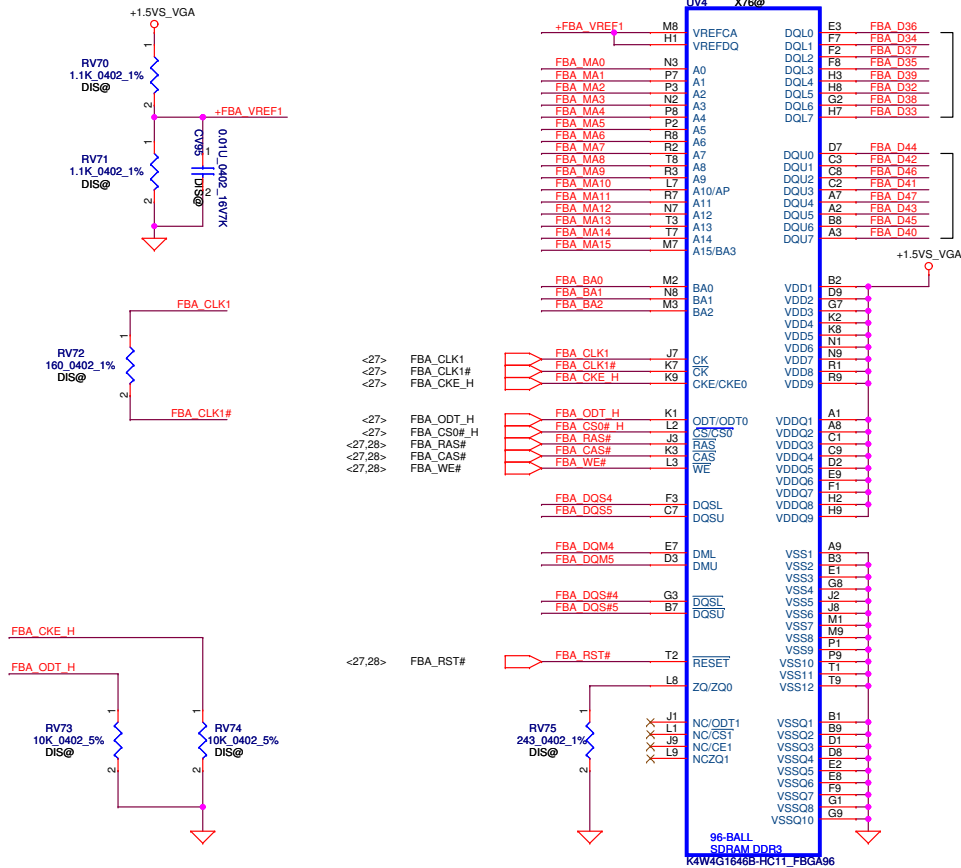 +1.5VS_VGA
RV70
1.1K_0402_1%
DIS@
1
2
+FBA_VREF1
RV71
1.1K_0402_1%
DIS@
1
2
CV95
0.01U_0402_16V7K
DIS@
1
2
FBA_CLK1
RV72
160_0402_1%
DIS@
1
2
FBA_CLK1#
FBA_CKE_H
FBA_ODT_H
RV73
10K_0402_5%
DIS@
1
2
RV74
10K_0402_5%
DIS@
1
2
<27> FBA_CLK1
<27> FBA_CLK1#
<27> FBA_CKE_H
<27> FBA_ODT_H
<27> FBA_CS0#_H
<27,28> FBA_RAS#
<27,28> FBA_CAS#
<27,28> FBA_WE#
<27,28> FBA_RST#
RV75
243_0402_1%
DIS@
1
2
UV4 X76@
+FBA_VREF1 M8 VREFCA
H1 VREFDQ
FBA_MA0 N3 A0
FBA_MA1 P7 A1
FBA_MA2 P3 A2
FBA_MA3 N2 A3
FBA_MA4 P8 A4
FBA_MA5 P2 A5
FBA_MA6 R8 A6
FBA_MA7 R2 A7
FBA_MA8 T8 A8
FBA_MA9 R3 A9
FBA_MA10 L7 A10/AP
FBA_MA11 R7 A11
FBA_MA12 N7 A12
FBA_MA13 T3 A13
FBA_MA14 T7 A14
FBA_MA15 M7 A15/BA3
FBA_BA0 M2 BA0
FBA_BA1 N8 BA1
FBA_BA2 M3 BA2
FBA_CLK1 J7 CK
FBA_CLK1# K7 CK
FBA_CKE_H K9 CKE/CKE0
FBA_ODT_H K1 ODT/ODT0
FBA_CS0#_H L2 CS/CS0
FBA_RAS# J3 RAS
FBA_CAS# K3 CAS
FBA_WE# L3 WE
FBA_DQS4 F3 DQSL
FBA_DQS5 C7 DQSU
FBA_DQM4 E7 DML
FBA_DQM5 D3 DMU
FBA_DQS#4 G3 DQSL
FBA_DQS#5 B7 DQSU
FBA_RST# T2 RESET
L8 ZQ/ZQ0
J1 NC/ODT1
L1 NC/CS1
J9 NC/CE1
L9 NCZQ1
DQL0 E3 FBA_D36
DQL1 F7 FBA_D34
DQL2 F2 FBA_D37
DQL3 F8 FBA_D35
DQL4 H3 FBA_D39
DQL5 H8 FBA_D32
DQL6 G2 FBA_D38
DQL7 H7 FBA_D33
DQU0 D7 FBA_D44
DQU1 C3 FBA_D42
DQU2 C8 FBA_D46
DQU3 C2 FBA_D41
DQU4 A7 FBA_D47
DQU5 A2 FBA_D43
DQU6 B8 FBA_D45
DQU7 A3 FBA_D40
+1.5VS_VGA
VDD1 B2
VDD2 D9
VDD3 G7
VDD4 K2
VDD5 K8
VDD6 N1
VDD7 N9
VDD8 R1
VDD9 R9
VDDQ1 A1
VDDQ2 A8
VDDQ3 C1
VDDQ4 C9
VDDQ5 D2
VDDQ6 E9
VDDQ7 F1
VDDQ8 H2
VDDQ9 H9
VSS1 A9
VSS2 B3
VSS3 E1
VSS4 G8
VSS5 J2
VSS6 J8
VSS7 M1
VSS8 M9
VSS9 P1
VSS10 P9
VSS11 T1
VSS12 T9
VSSQ1 B1
VSSQ2 B9
VSSQ3 D1
VSSQ4 D8
VSSQ5 E2
VSSQ6 E8
VSSQ7 F9
VSSQ8 G1
VSSQ10 G9
96-BALL
SDRAM DDR3
K4W4G1646B-HC11_FBGA96